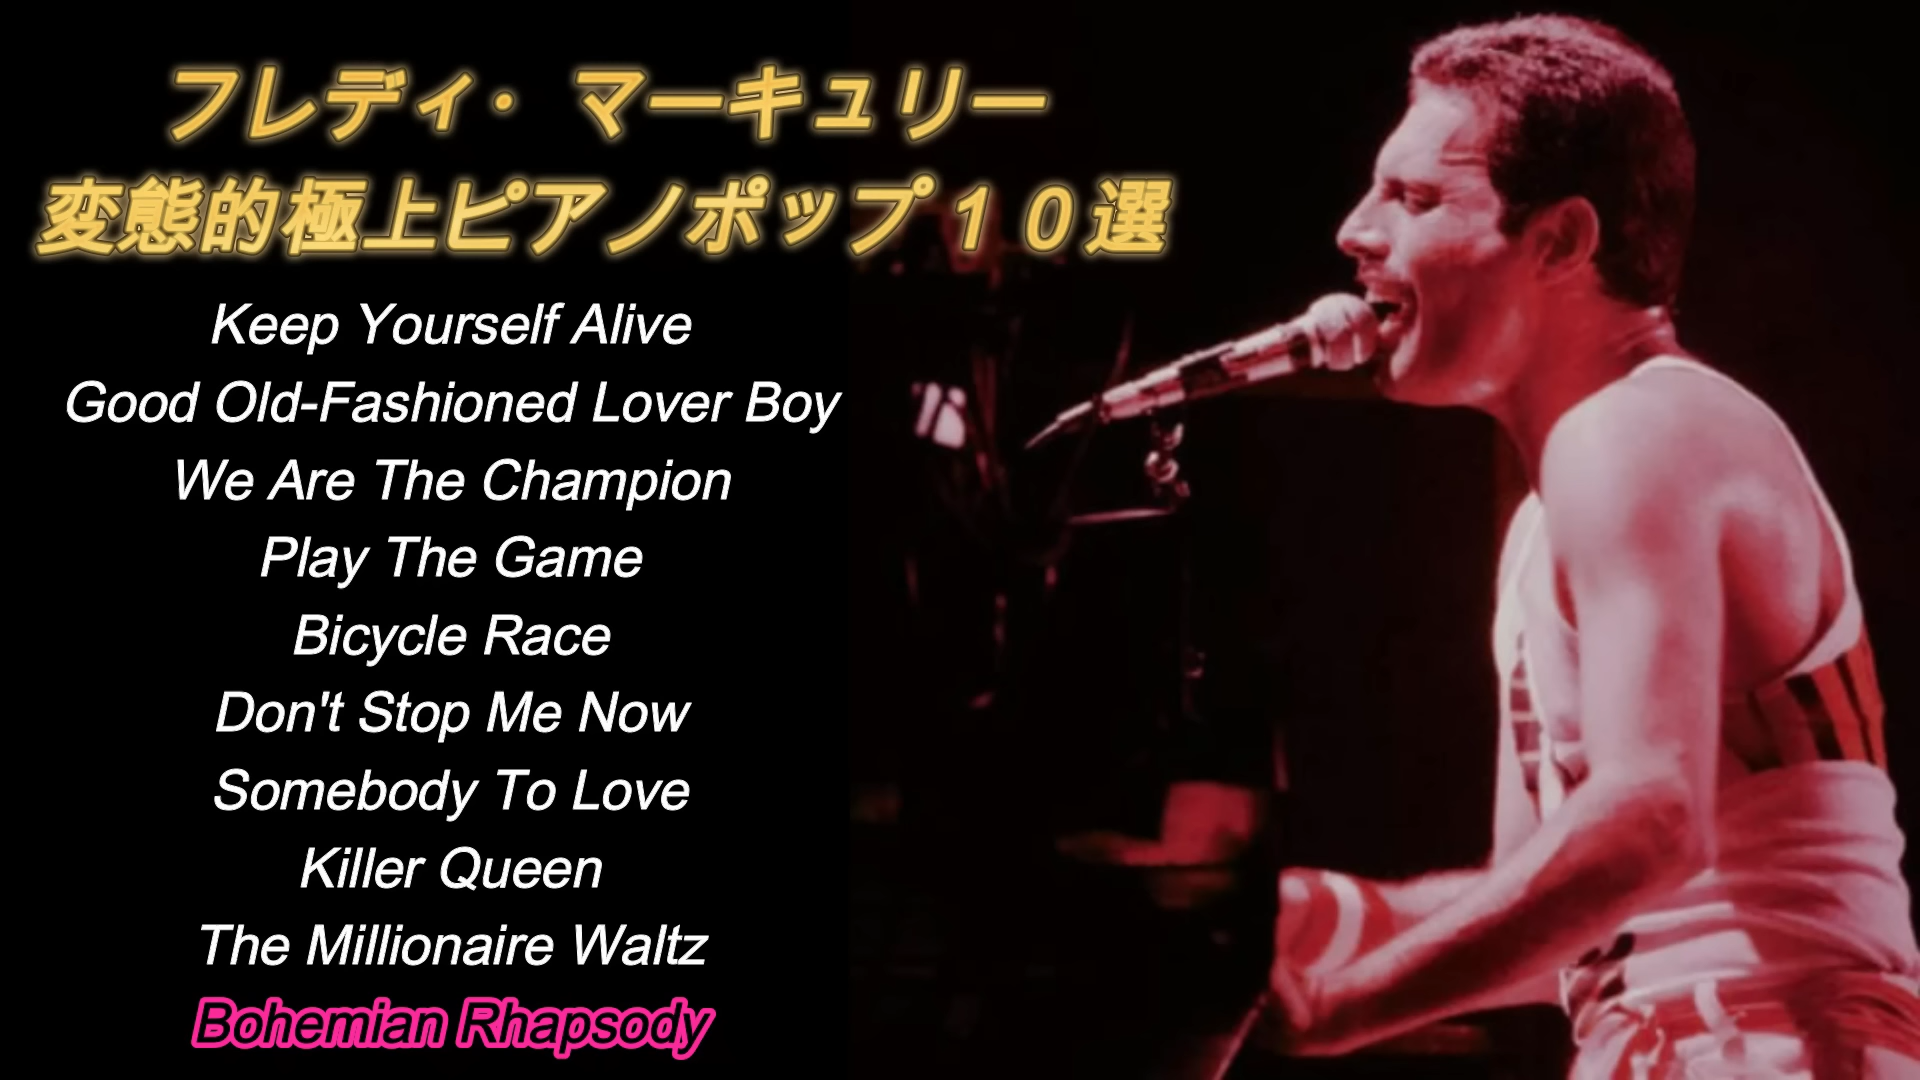 フレディ・マーキュリー
変態的極上ピアノポップ１０選
Keep Yourself Alive
Good Old-Fashioned Lover Boy
We Are The Champion
Play The Game
Bicycle Race
Don't Stop Me Now
Somebody To Love
Killer Queen
The Millionaire Waltz
Bohemian Rhapsody